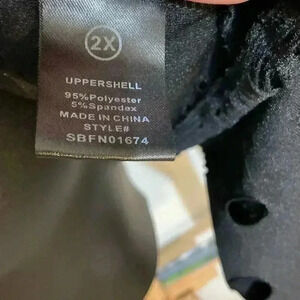 2X
UPPERSHELL
95%Polyester
5%Spandex
MADE IN CHINA
STYLE#
SBFN01674